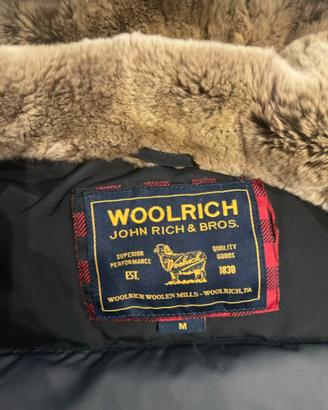 WOOLRICH
JOHN RICH & BROS.
SUPERIOR PERFORMANCE
QUALITY GOODS
Woolrich
EST. 1830
WOOLRICH WOOLEN MILLS - WOOLRICH, PA
M